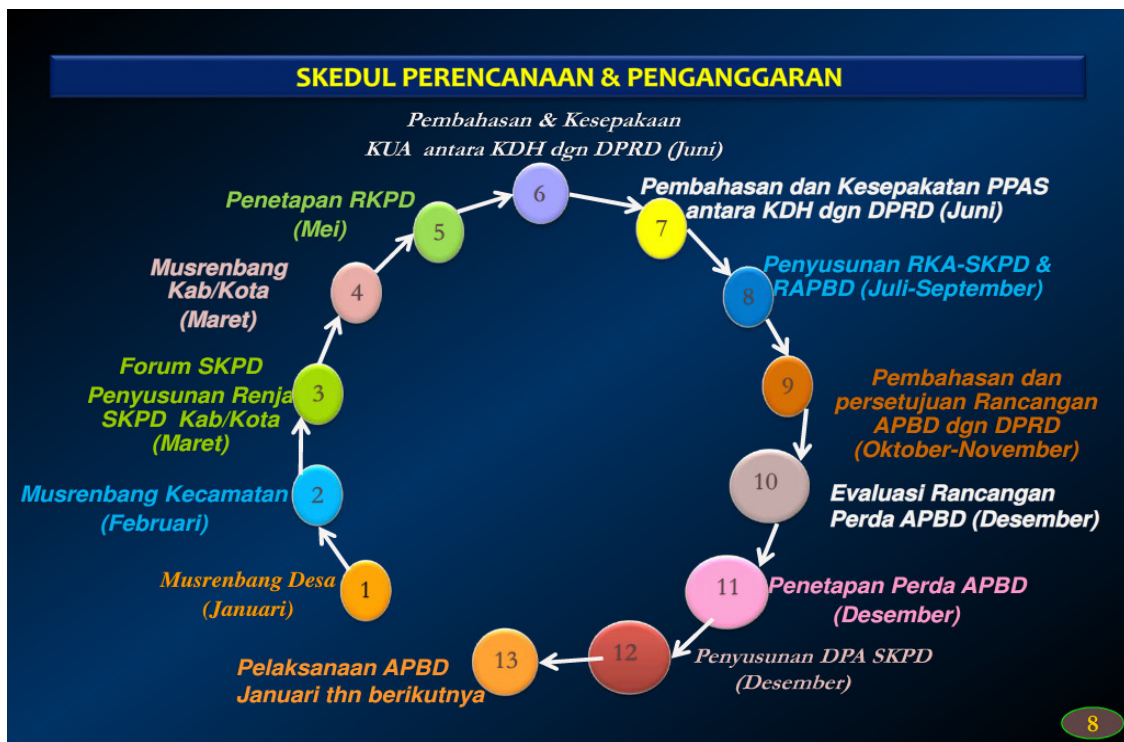 SKEDUL PERENCANAAN & PENGANGGARAN
Pembahasan & Kesepakaan
KUA antara KDH dgn DPRD (Juni)
6
Penetapan RKPD
(Mei)
5
Pembahasan dan Kesepakatan PPAS
antara KDH dgn DPRD (Juni)
7
Musrenbang
Kab/Kota
(Maret)
4
Penyusunan RKA-SKPD &
RAPBD (Juli-September)
8
Forum SKPD
Penyusunan Renja
SKPD Kab/Kota
(Maret)
3
9
Pembahasan dan
persetujuan Rancangan
APBD dgn DPRD
(Oktober-November)
Musrenbang Kecamatan
(Februari)
2
10
Evaluasi Rancangan
Perda APBD (Desember)
Musrenbang Desa
(Januari)
1
11
Penetapan Perda APBD
(Desember)
Pelaksanaan APBD
Januari thn berikutnya
13
12
Penyusunan DPA SKPD
(Desember)
8